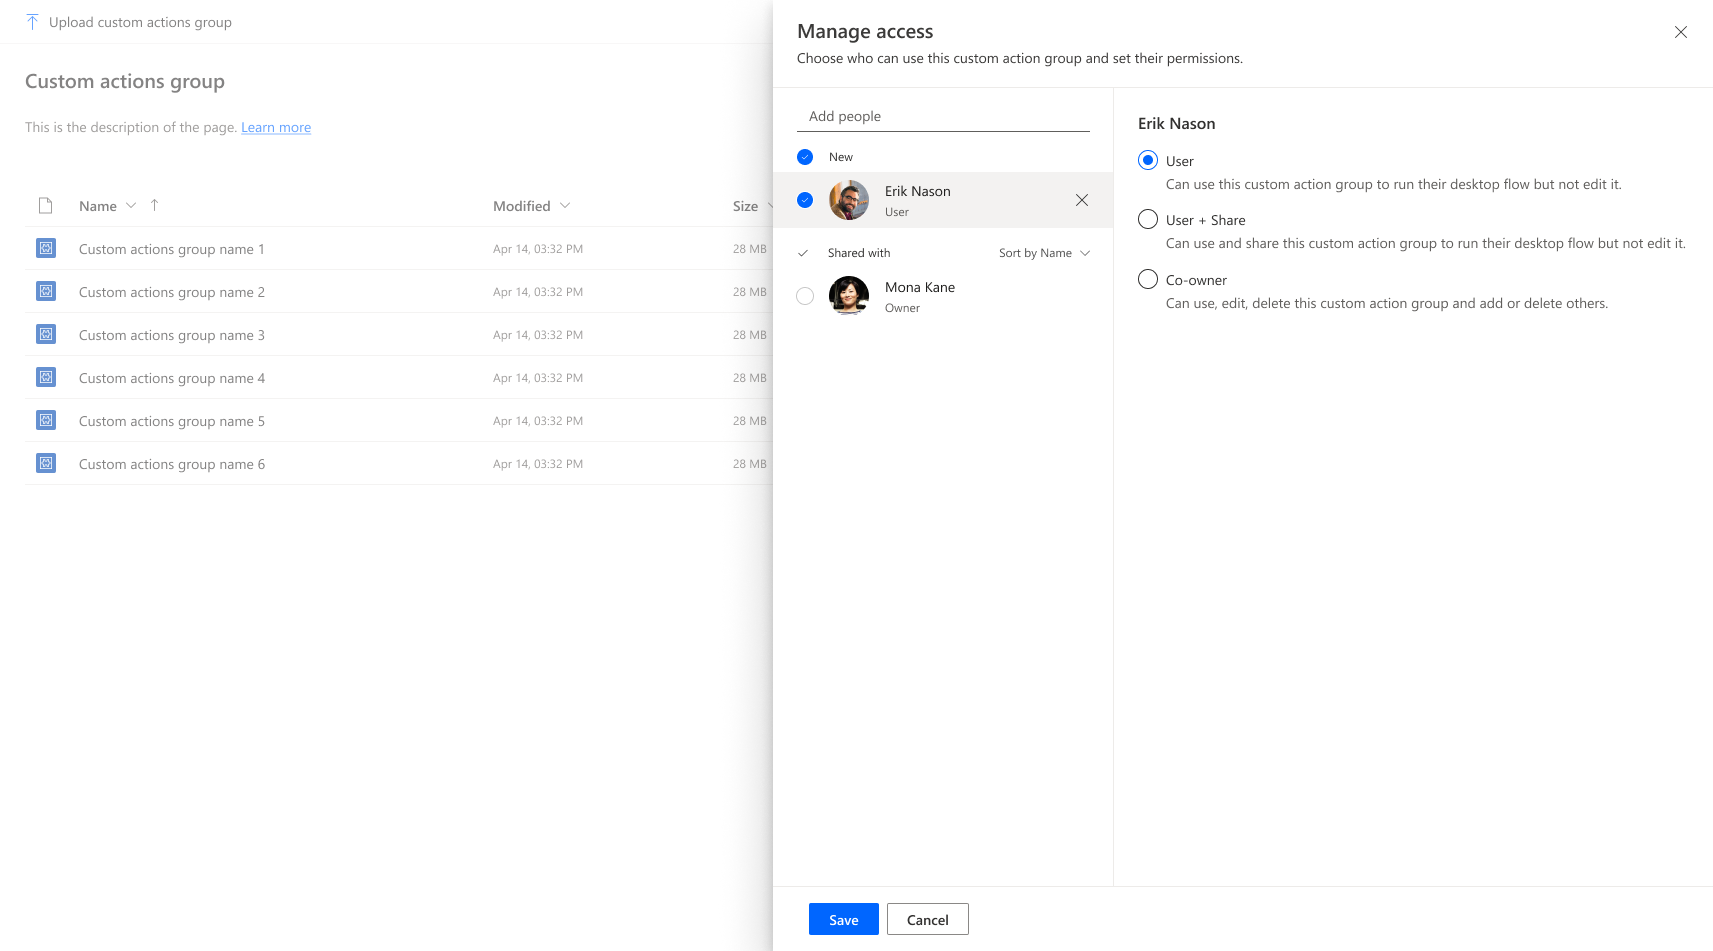 Upload custom actions group
Custom actions group
This is the description of the page. Learn more
Name Modified Size
Custom actions group name 1 Apr 14, 03:32 PM 28 MB
Custom actions group name 2 Apr 14, 03:32 PM 28 MB
Custom actions group name 3 Apr 14, 03:32 PM 28 MB
Custom actions group name 4 Apr 14, 03:32 PM 28 MB
Custom actions group name 5 Apr 14, 03:32 PM 28 MB
Custom actions group name 6 Apr 14, 03:32 PM 28 MB
Manage access
Choose who can use this custom action group and set their permissions.
Add people
New
Erik Nason
User
Shared with Sort by Name
Mona Kane
Owner
Erik Nason
User
Can use this custom action group to run their desktop flow but not edit it.
User + Share
Can use and share this custom action group to run their desktop flow but not edit it.
Co-owner
Can use, edit, delete this custom action group and add or delete others.
Save Cancel